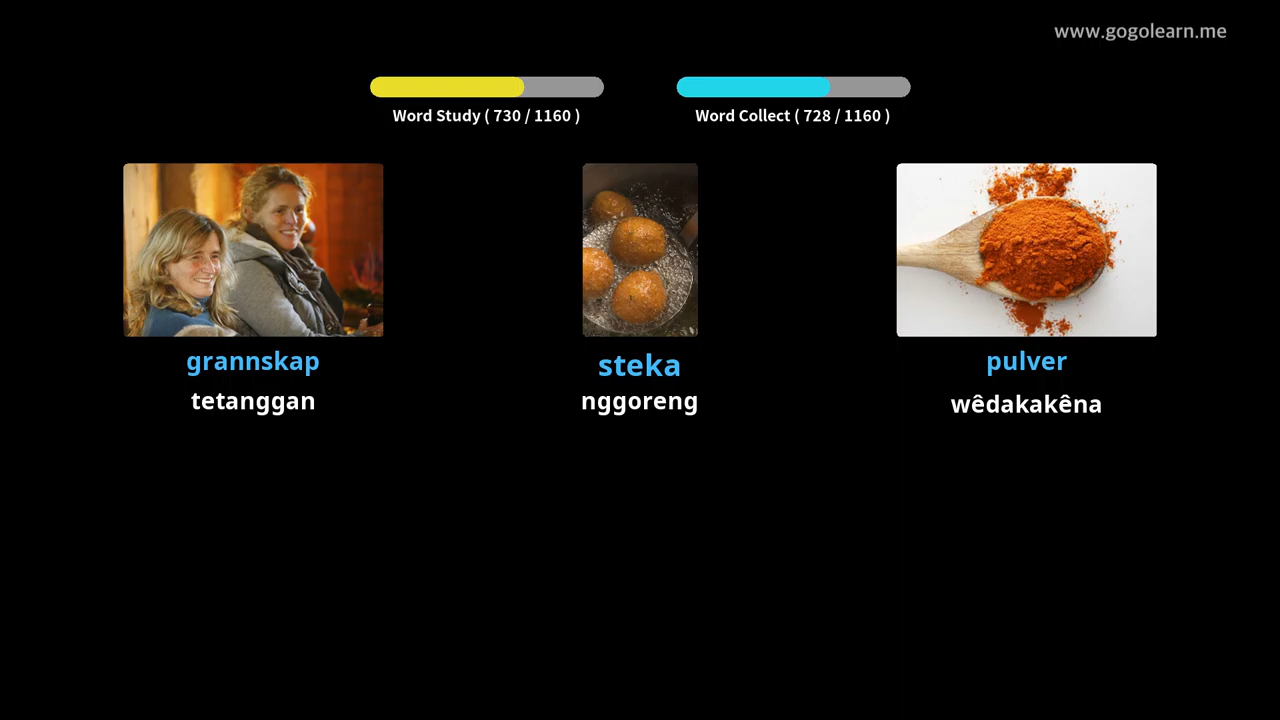 www.gogolearn.me
Word Study ( 730 / 1160 )
Word Collect ( 728 / 1160 )
grannskap
tetanggan
steka
nggoreng
pulver
wêdakakêna